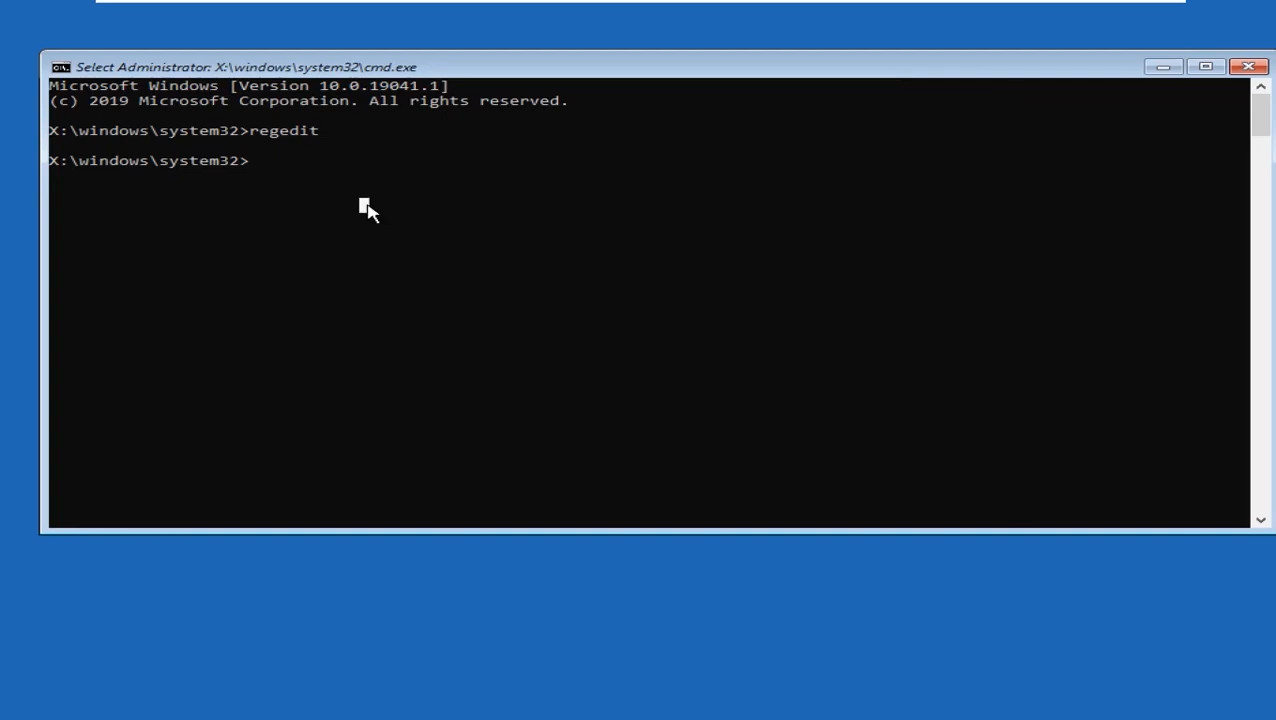 Select Administrator: X:\windows\system32\cmd.exe
Microsoft Windows [Version 10.0.19041.1]
(c) 2019 Microsoft Corporation. All rights reserved.
X:\windows\system32>regedit
X:\windows\system32>